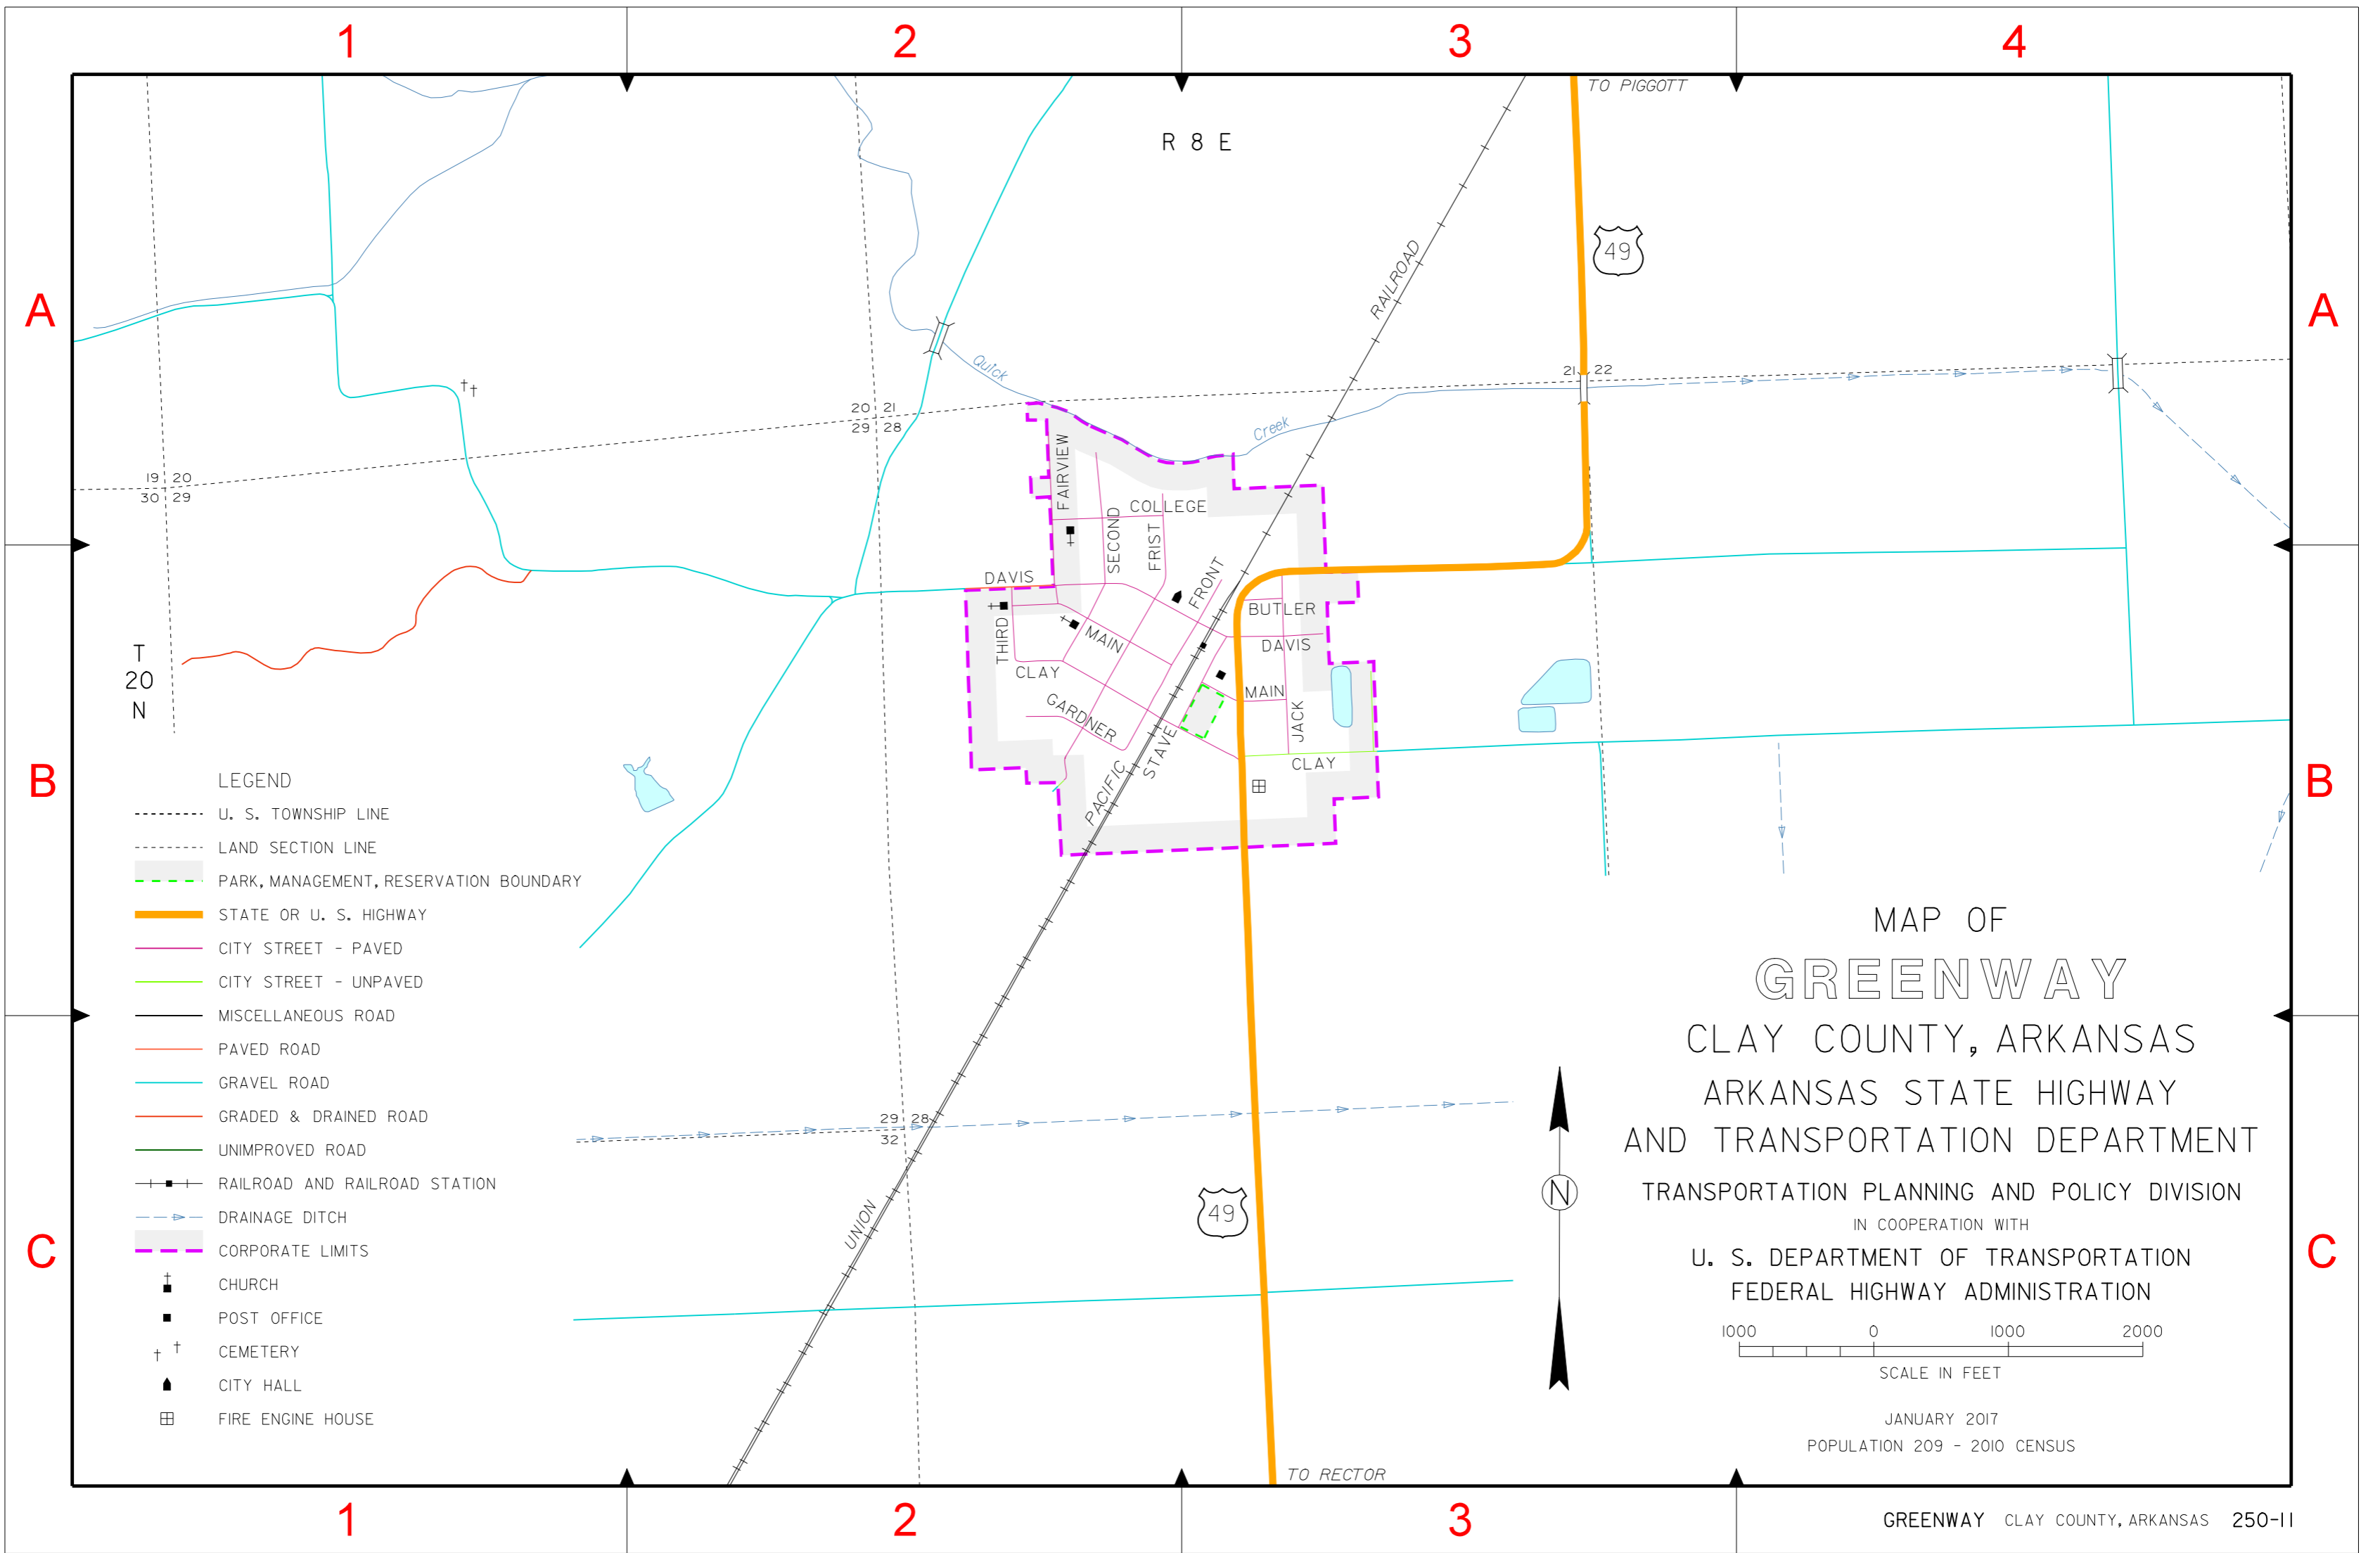 1 2 3 4
TO PIGGOTT
R 8 E
A
RAILROAD
49
A
Quick
21 22
20 21
29 28
Creek
FAIRVIEW
19 20
30 29
COLLEGE
SECOND
FRIST
FRONT
DAVIS
BUTLER
THIRD
MAIN
DAVIS
T
20
N
CLAY
MAIN
GARDNER
JACK
STAVE
CLAY
PACIFIC
B
B
LEGEND
U. S. TOWNSHIP LINE
LAND SECTION LINE
PARK, MANAGEMENT, RESERVATION BOUNDARY
STATE OR U. S. HIGHWAY
CITY STREET - PAVED
CITY STREET - UNPAVED
MISCELLANEOUS ROAD
PAVED ROAD
GRAVEL ROAD
GRADED & DRAINED ROAD
UNIMPROVED ROAD
RAILROAD AND RAILROAD STATION
DRAINAGE DITCH
CORPORATE LIMITS
CHURCH
POST OFFICE
CEMETERY
CITY HALL
FIRE ENGINE HOUSE
29 28
32
UNION
49
C
C
N
TO RECTOR
MAP OF
GREENWAY
CLAY COUNTY, ARKANSAS
ARKANSAS STATE HIGHWAY
AND TRANSPORTATION DEPARTMENT
TRANSPORTATION PLANNING AND POLICY DIVISION
IN COOPERATION WITH
U. S. DEPARTMENT OF TRANSPORTATION
FEDERAL HIGHWAY ADMINISTRATION
1000 0 1000 2000
SCALE IN FEET
JANUARY 2017
POPULATION 209 - 2010 CENSUS
1 2 3
GREENWAY CLAY COUNTY, ARKANSAS 250-11